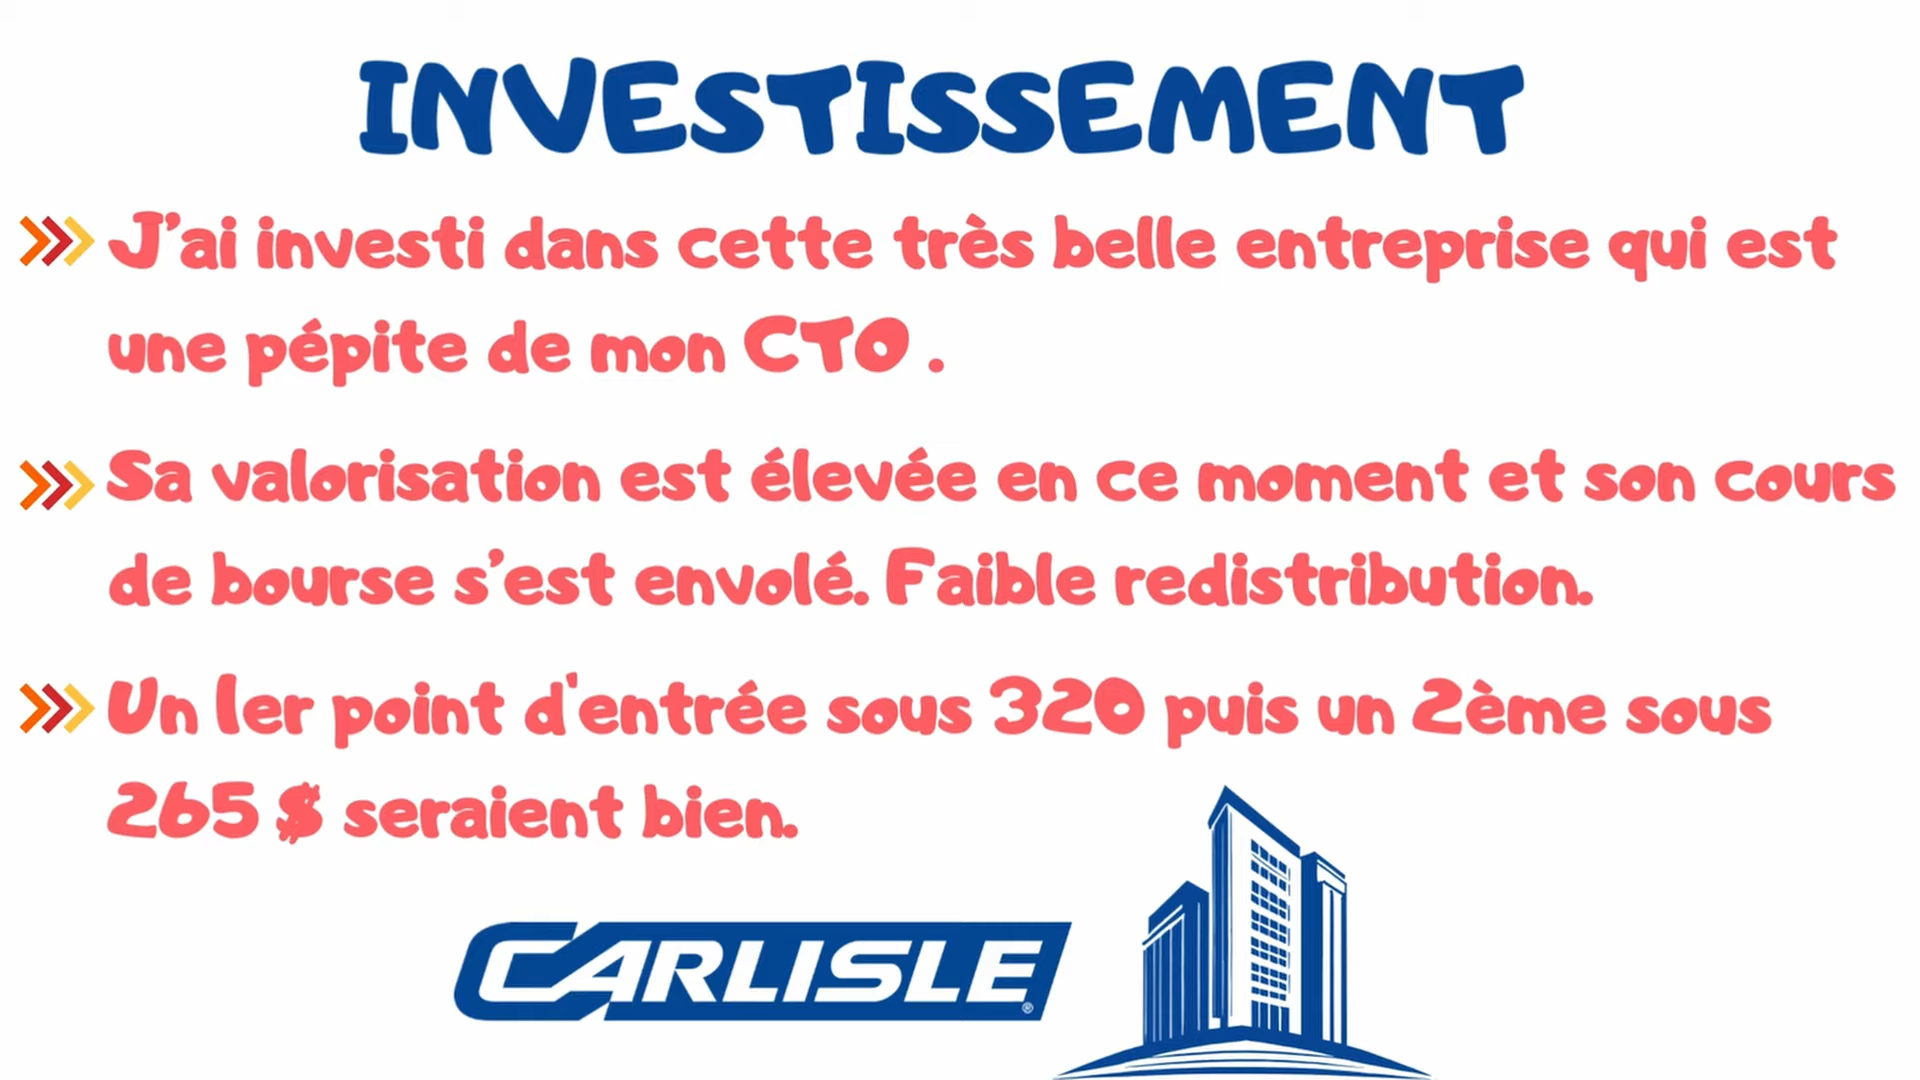 INVESTISSEMENT
J'ai investi dans cette très belle entreprise qui est
une pépite de mon CTO .
Sa valorisation est élevée en ce moment et son cours
de bourse s'est envolé. Faible redistribution.
Un 1er point d'entrée sous 320 puis un 2ème sous
265 $ seraient bien.
CARLISLE®